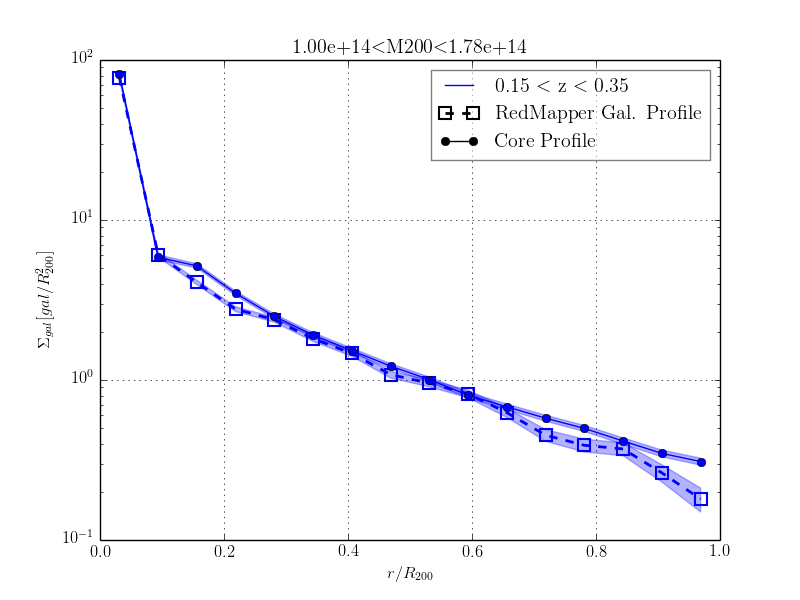 1.00e+14<M200<1.78e+14
0.15 < z < 0.35
RedMapper Gal. Profile
Core Profile
10^2
10^1
10^0
10^-1
Σ_gal[gal/R_200^2]
0.0 0.2 0.4 0.6 0.8 1.0
r/R_200